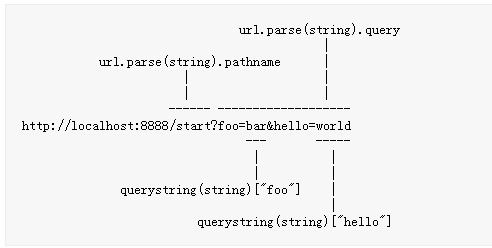 url.parse(string).query
url.parse(string).pathname
http://localhost:8888/start?foo=bar&hello=world
querystring(string)["foo"]
querystring(string)["hello"]